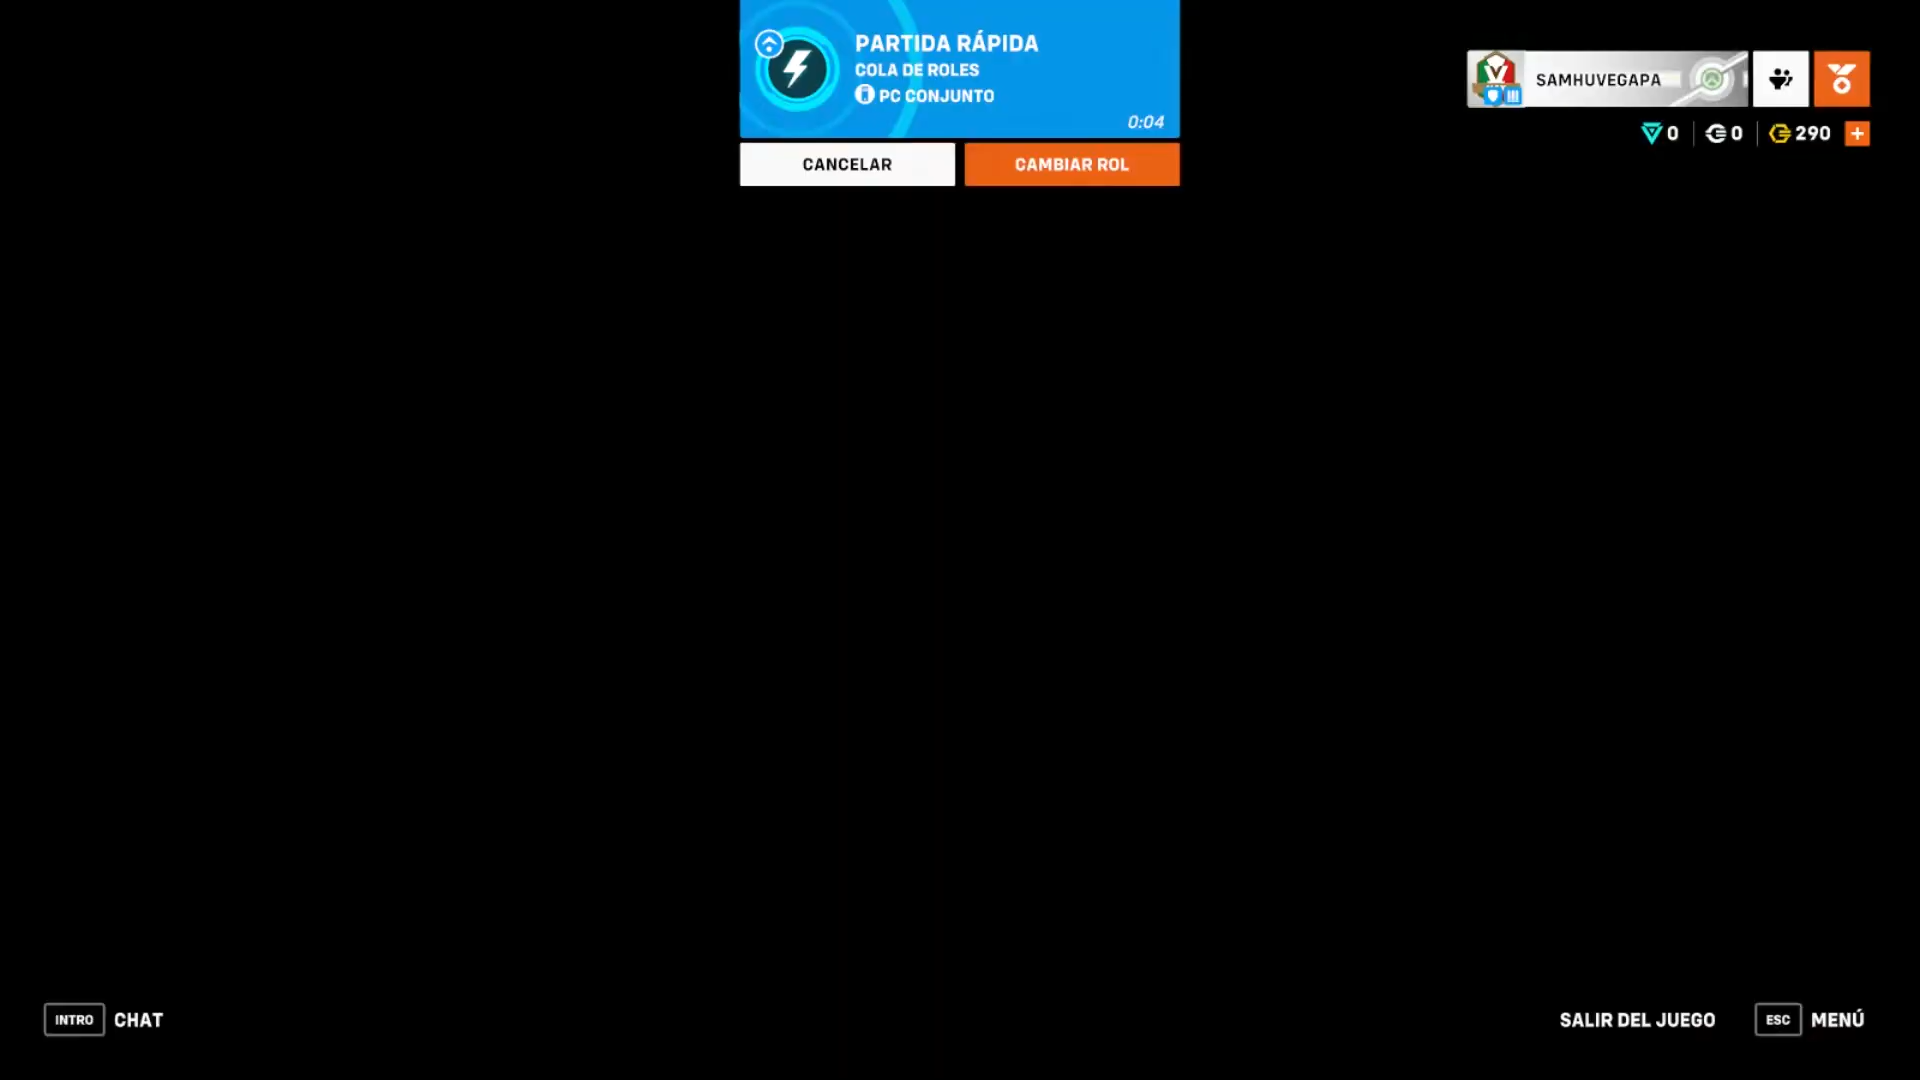 PARTIDA RÁPIDA
COLA DE ROLES
PC CONJUNTO
0:04
CANCELAR
CAMBIAR ROL
SAMHUVEGAPA
0
0
290
+
INTRO CHAT
SALIR DEL JUEGO
ESC MENÚ